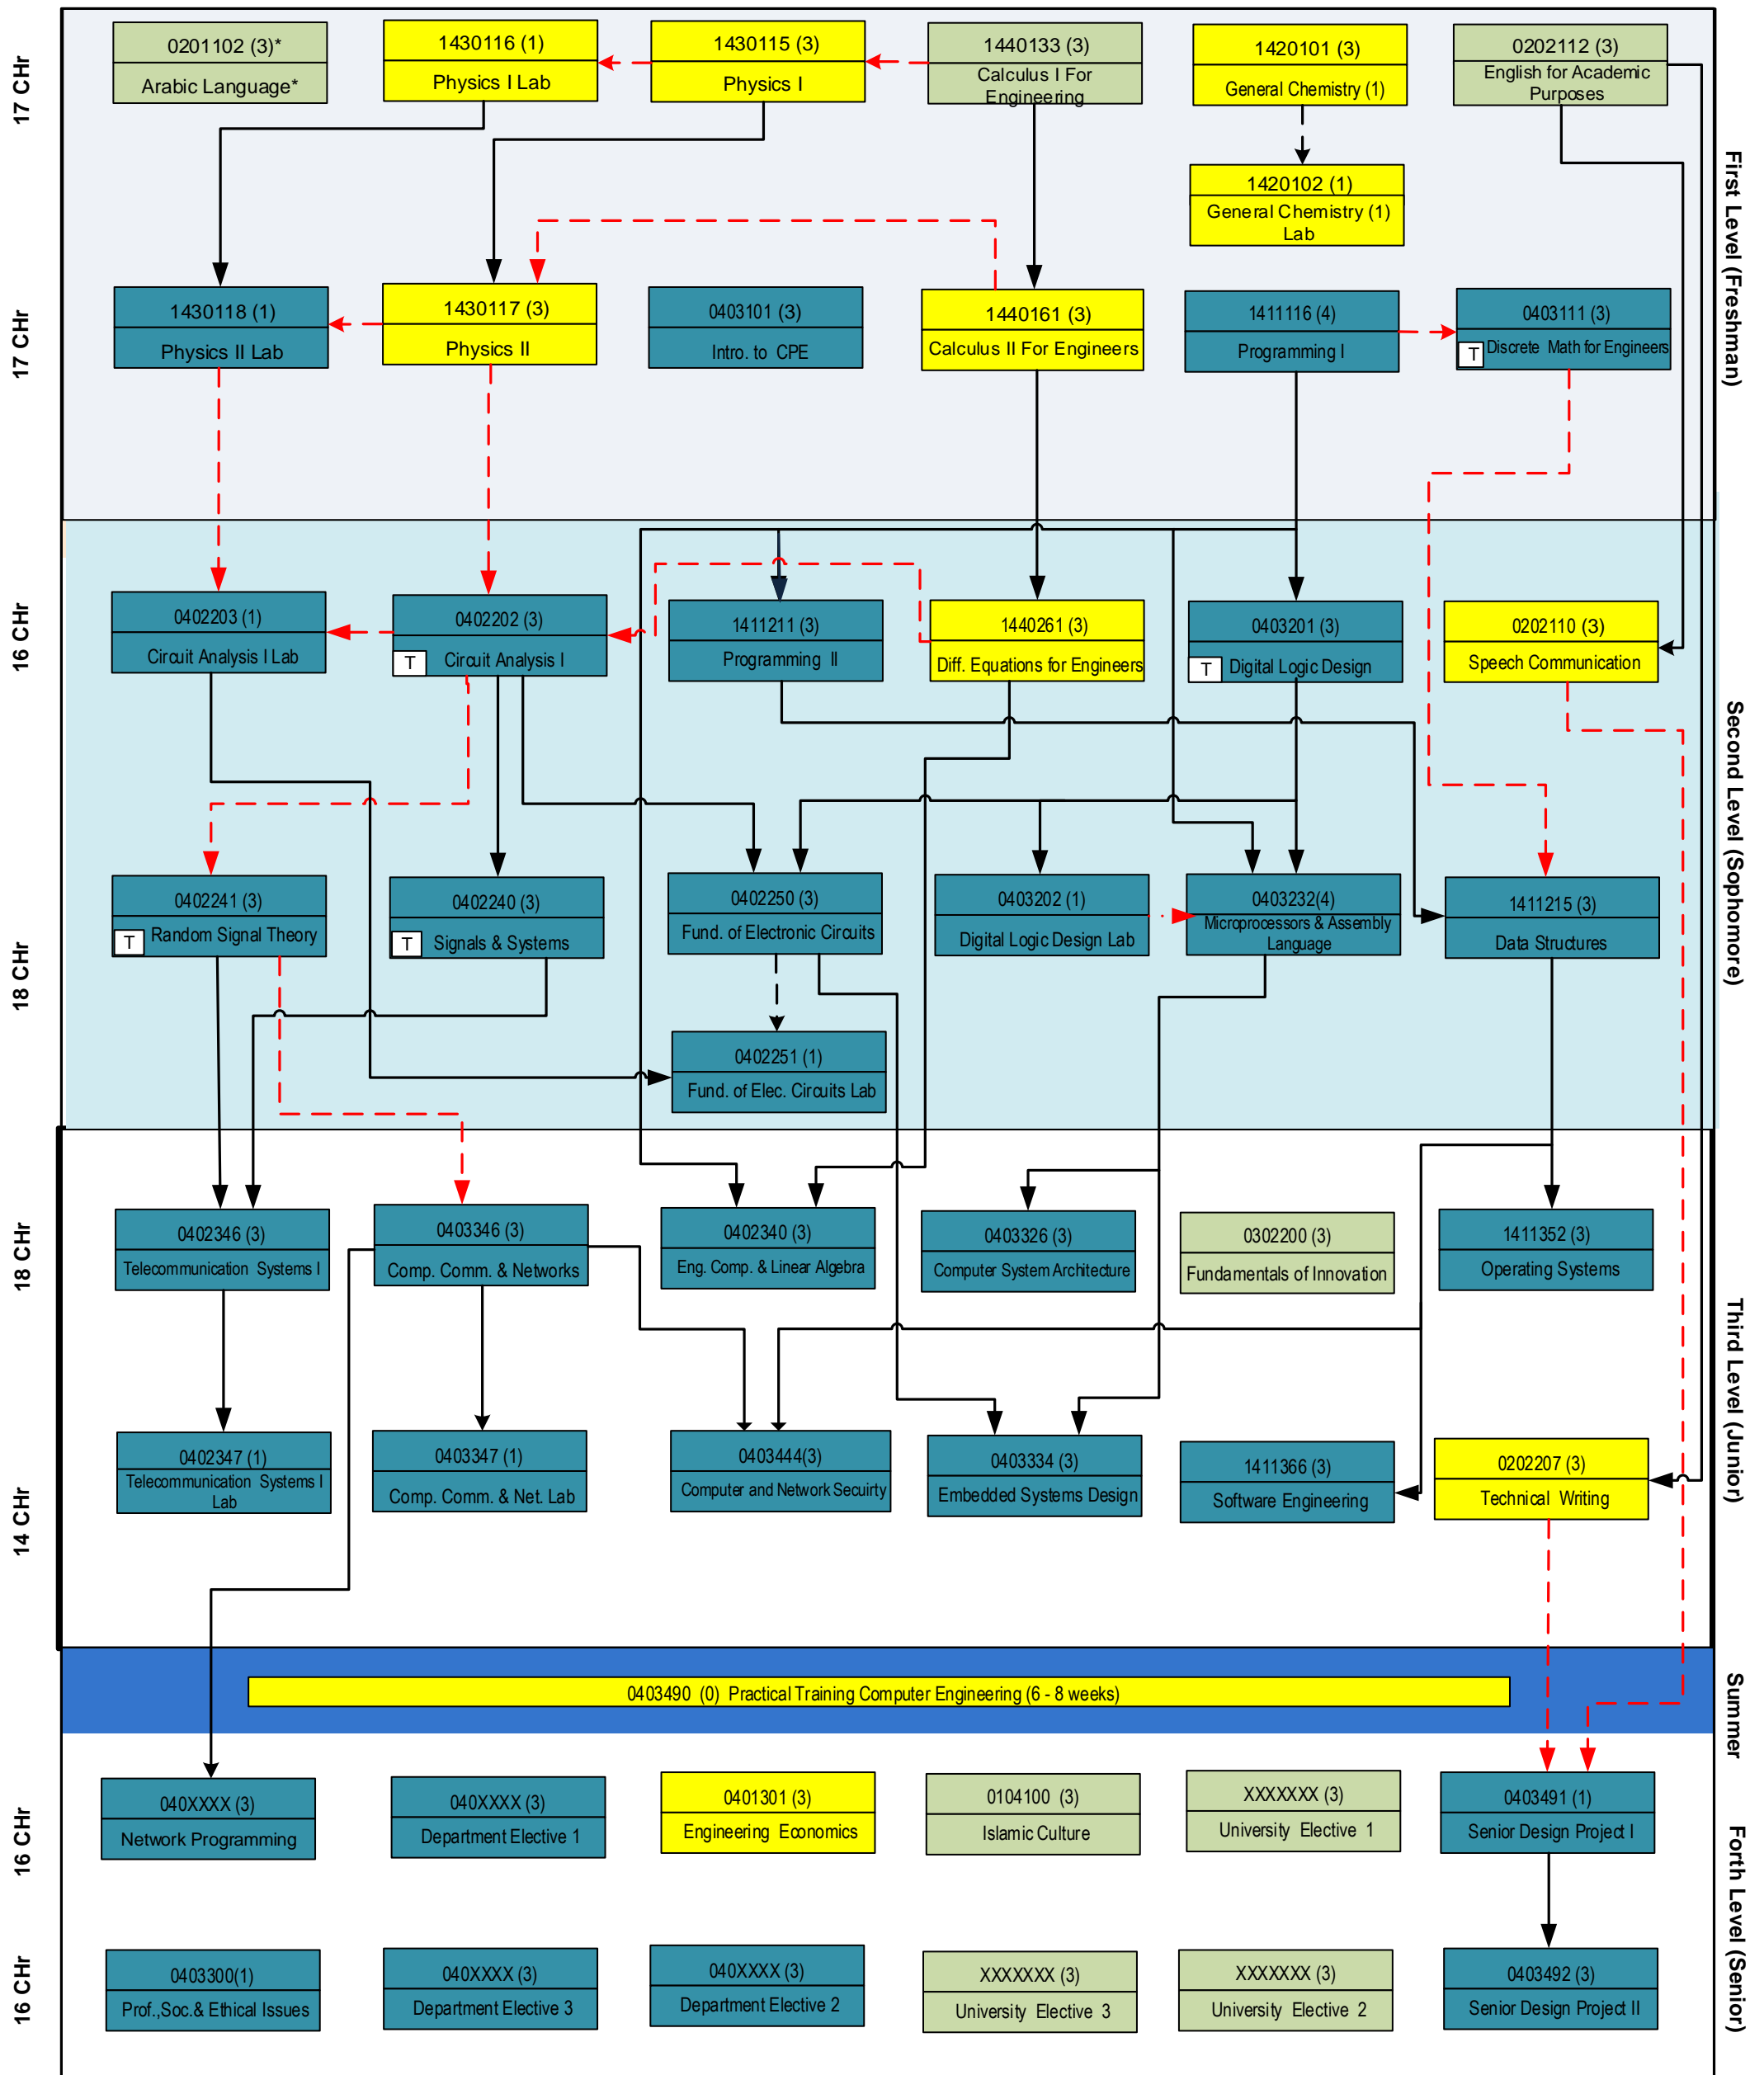 17 CHr
0201102 (3)*
Arabic Language*
1430116 (1)
Physics I Lab
1430115 (3)
Physics I
1440133 (3)
Calculus I For
Engineering
1420101 (3)
General Chemistry (1)
0202112 (3)
English for Academic
Purposes
1420102 (1)
General Chemistry (1)
Lab
First Level (Freshman)
17 CHr
1430118 (1)
Physics II Lab
1430117 (3)
Physics II
0403101 (3)
Intro. to CPE
1440161 (3)
Calculus II For Engineers
1411116 (4)
Programming I
0403111 (3)
T
Discrete Math for Engineers
16 CHr
0402203 (1)
Circuit Analysis I Lab
0402202 (3)
T
Circuit Analysis I
1411211 (3)
Programming II
1440261 (3)
Diff. Equations for Engineers
0403201 (3)
T
Digital Logic Design
0202110 (3)
Speech Communication
Second Level (Sophomore)
18 CHr
0402241 (3)
T
Random Signal Theory
0402240 (3)
T
Signals & Systems
0402250 (3)
Fund. of Electronic Circuits
0403202 (1)
Digital Logic Design Lab
0403232(4)
Microprocessors & Assembly
Language
1411215 (3)
Data Structures
0402251 (1)
Fund. of Elec. Circuits Lab
18 CHr
0402346 (3)
Telecommunication Systems I
0403346 (3)
Comp. Comm. & Networks
0402340 (3)
Eng. Comp. & Linear Algebra
0403326 (3)
Computer System Architecture
0302200 (3)
Fundamentals of Innovation
1411352 (3)
Operating Systems
Third Level (Junior)
14 CHr
0402347 (1)
Telecommunication Systems I
Lab
0403347 (1)
Comp. Comm. & Net. Lab
0403444(3)
Computer and Network Secuirty
0403334 (3)
Embedded Systems Design
1411366 (3)
Software Engineering
0202207 (3)
Technical Writing
0403490 (0) Practical Training Computer Engineering (6 - 8 weeks)
Summer
16 CHr
040XXXX (3)
Network Programming
040XXXX (3)
Department Elective 1
0401301 (3)
Engineering Economics
0104100 (3)
Islamic Culture
XXXXXXX (3)
University Elective 1
0403491 (1)
Senior Design Project I
Forth Level (Senior)
16 CHr
0403300(1)
Prof.,Soc.& Ethical Issues
040XXXX (3)
Department Elective 3
040XXXX (3)
Department Elective 2
XXXXXXX (3)
University Elective 3
XXXXXXX (3)
University Elective 2
0403492 (3)
Senior Design Project II